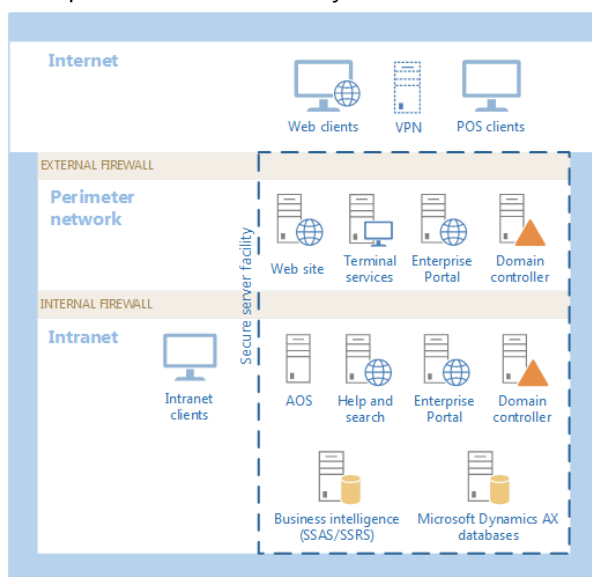 Internet
Web clients
VPN
POS clients
EXTERNAL FIREWALL
Perimeter
network
Secure server facility
Web site
Terminal
services
Enterprise
Portal
Domain
controller
INTERNAL FIREWALL
Intranet
Intranet
clients
AOS
Help and
search
Enterprise
Portal
Domain
controller
Business intelligence
(SSAS/SSRS)
Microsoft Dynamics AX
databases